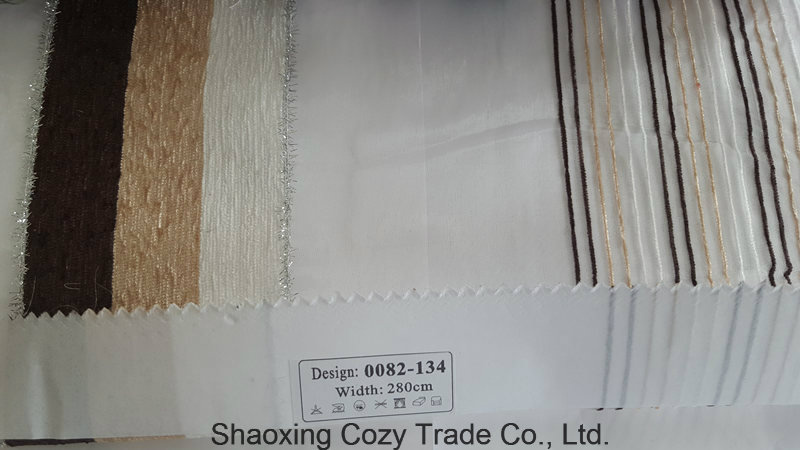 Design: 0082-134
Width: 280cm
Shaoxing Cozy Trade Co., Ltd.